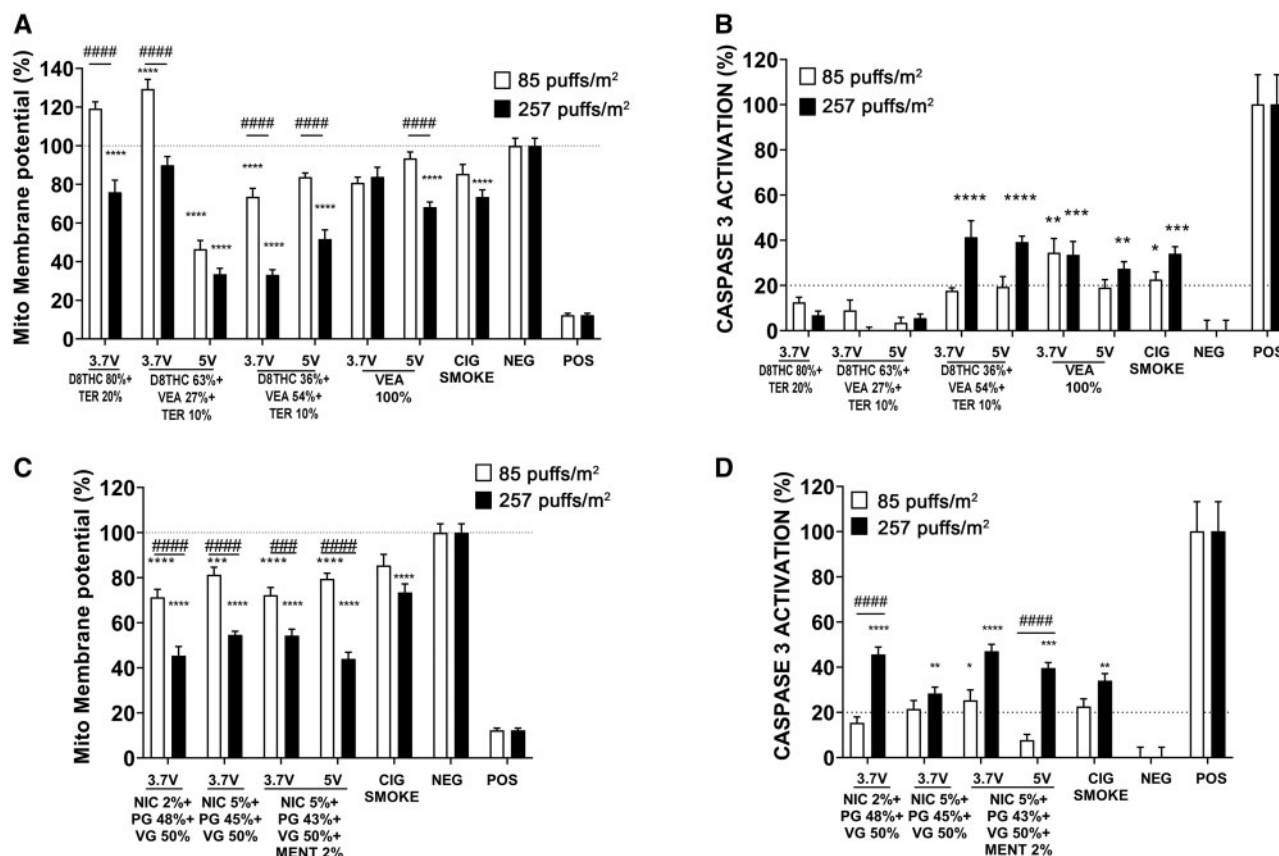 A
Mito Membrane potential (%)
120
100
80
60
40
20
0
85 puffs/m²
257 puffs/m²
####
####
####
####
####
****
****
****
****
****
****
****
****
****
3.7V
3.7V
5V
3.7V
5V
3.7V
5V
CIG
SMOKE
NEG
POS
D8THC 80%+
TER 20%
D8THC 63%+
VEA 27%+
TER 10%
D8THC 36%+
VEA 54%+
TER 10%
VEA
100%
B
CASPASE 3 ACTIVATION (%)
120
100
80
60
40
20
0
85 puffs/m²
257 puffs/m²
****
****
**
***
**
*
***
3.7V
3.7V
5V
3.7V
5V
3.7V
5V
CIG
SMOKE
NEG
POS
D8THC 80%+
TER 20%
D8THC 63%+
VEA 27%+
TER 10%
D8THC 36%+
VEA 54%+
TER 10%
VEA
100%
C
Mito Membrane potential (%)
120
100
80
60
40
20
0
85 puffs/m²
257 puffs/m²
####
####
###
####
****
***
****
****
****
****
****
****
****
3.7V
3.7V
3.7V
5V
CIG
SMOKE
NEG
POS
NIC 2%+
PG 48%+
VG 50%
NIC 5%+
PG 45%+
VG 50%
NIC 5%+
PG 43%+
VG 50%+
MENT 2%
D
CASPASE 3 ACTIVATION (%)
120
100
80
60
40
20
0
85 puffs/m²
257 puffs/m²
####
####
****
**
*
****
***
**
3.7V
3.7V
3.7V
5V
CIG
SMOKE
NEG
POS
NIC 2%+
PG 48%+
VG 50%
NIC 5%+
PG 45%+
VG 50%
NIC 5%+
PG 43%+
VG 50%+
MENT 2%